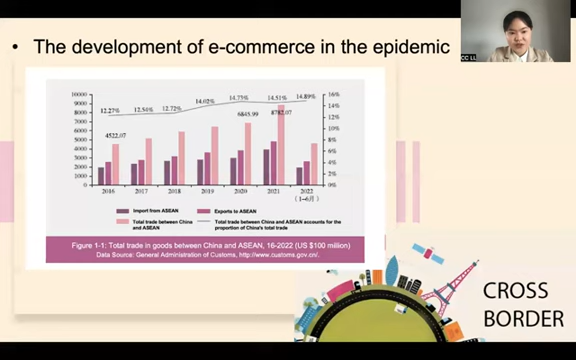 • The development of e-commerce in the epidemic
CC LL
10000
9000
8000
7000
6000
5000
4000
3000
2000
1000
0
16%
14%
12%
10%
8%
6%
4%
2%
0%
12.27% 12.50% 12.72% 14.02% 14.75% 14.51% 14.89%
4522.07 6845.99 8782.07
2016 2017 2018 2019 2020 2021 2022
(1-6月)
Import from ASEAN Exports to ASEAN
Total trade between China and ASEAN
Total trade between China and ASEAN accounts for the proportion of China's total trade
Figure 1-1: Total trade in goods between China and ASEAN, 16-2022 (US $100 million)
Data Source: General Administration of Customs, http://www.customs.gov.cn/.
CROSS
BORDER